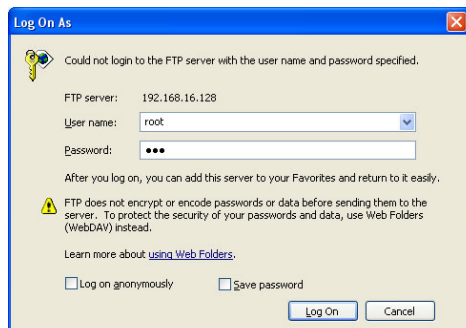 Log On As
Could not login to the FTP server with the user name and password specified.
FTP server: 192.168.16.128
User name: root
Password: ●●●
After you log on, you can add this server to your Favorites and return to it easily.
FTP does not encrypt or encode passwords or data before sending them to the
server. To protect the security of your passwords and data, use Web Folders
(WebDAV) instead.
Learn more about using Web Folders.
Log on anonymously Save password
Log On Cancel